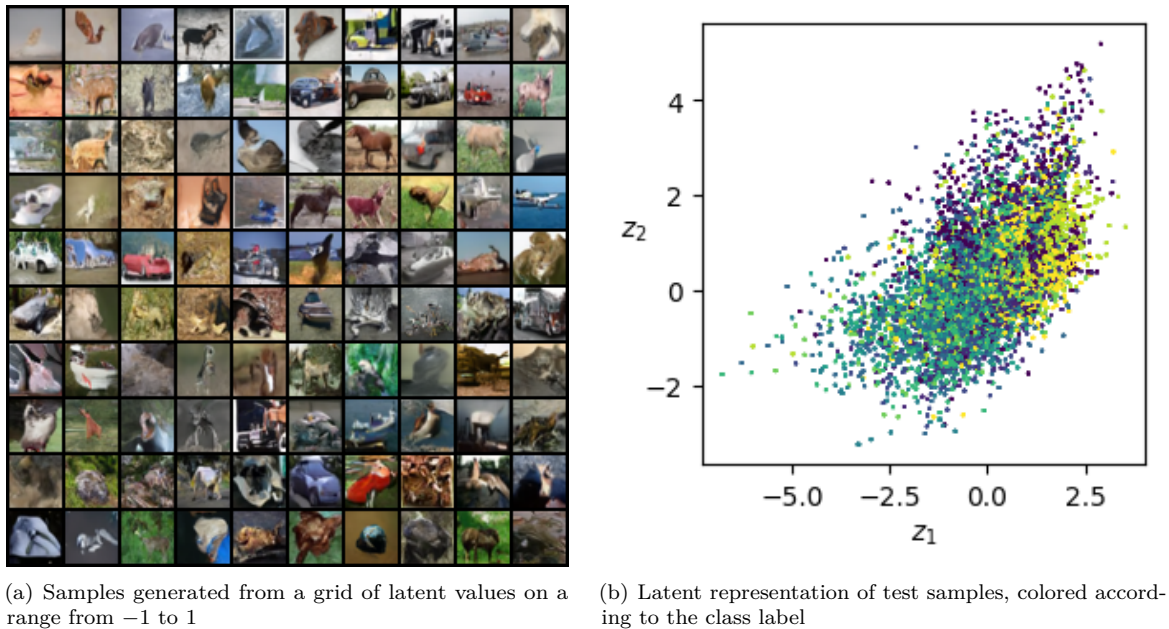 4
2
0
−2
z2
−5.0 −2.5 0.0 2.5
z1
(a) Samples generated from a grid of latent values on a
range from −1 to 1
(b) Latent representation of test samples, colored accord-
ing to the class label